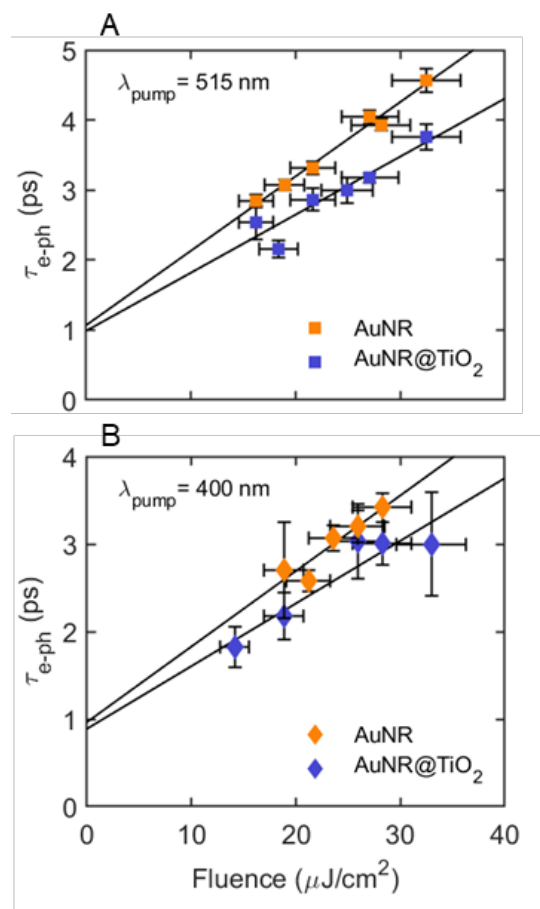 A
5
4
3
2
1
0
τe-ph (ps)
λpump = 515 nm
AuNR
AuNR@TiO2
B
4
3
2
1
0
τe-ph (ps)
λpump = 400 nm
AuNR
AuNR@TiO2
0 10 20 30 40
Fluence (μJ/cm²)